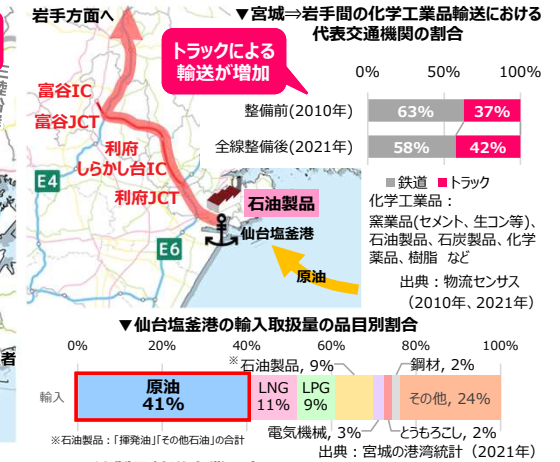 岩手方面へ
▼宮城⇒岩手間の化学工業品輸送における
代表交通機関の割合
トラックによる
輸送が増加
0% 50% 100%
整備前(2010年) 63% 37%
全線整備後(2021年) 58% 42%
■鉄道 ■トラック
化学工業品：
窯業品(セメント、生コン等)、
石油製品、石炭製品、化学
薬品、樹脂 など
出典：物流センサス
（2010年、2021年）
富谷IC
富谷JCT
利府
しらかし台IC
利府JCT
E4
E6
石油製品
仙台塩釜港
原油
▼仙台塩釜港の輸入取扱量の品目別割合
0% 20% 40% 60% 80% 100%
※石油製品, 9% 鋼材, 2%
輸入
原油
41%
LNG
11%
LPG
9%
その他, 24%
電気機械, 3% とうもろこし, 2%
※石油製品：「揮発油」「その他石油」の合計
出典：宮城の港湾統計（2021年）
者